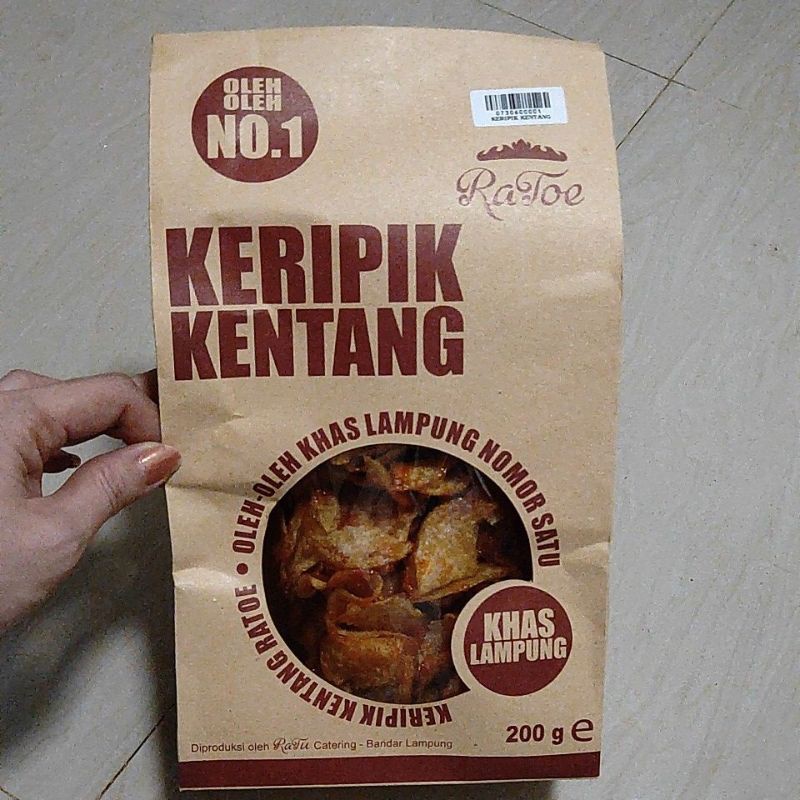 OLEH
OLEH
NO.1
0730600001
KERIPIK KENTANG
RaToe
KERIPIK
KENTANG
KERIPIK KENTANG RATOE • OLEH-OLEH KHAS LAMPUNG NOMOR SATU
KHAS
LAMPUNG
200 g e
Diproduksi oleh RaTu Catering - Bandar Lampung